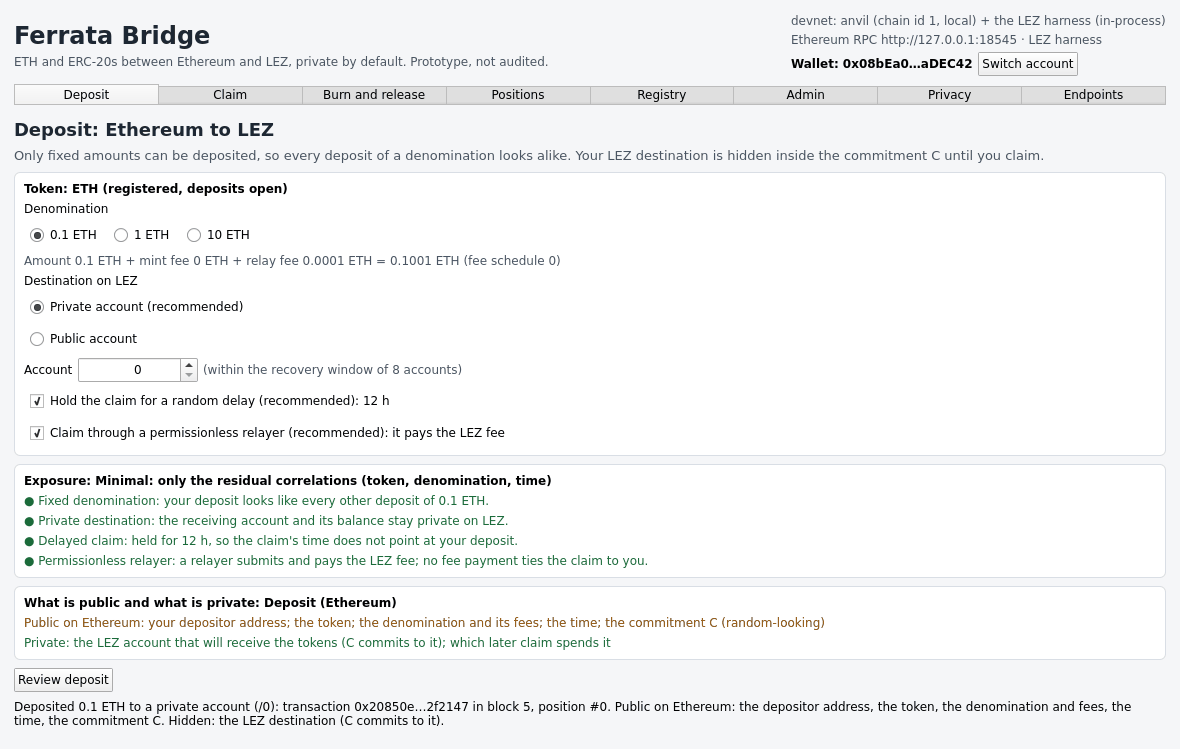 Ferrata Bridge
ETH and ERC-20s between Ethereum and LEZ, private by default. Prototype, not audited.
devnet: anvil (chain id 1, local) + the LEZ harness (in-process)
Ethereum RPC http://127.0.0.1:18545 · LEZ harness
Wallet: 0x08bEa0…aDEC42 Switch account
Deposit Claim Burn and release Positions Registry Admin Privacy Endpoints
Deposit: Ethereum to LEZ
Only fixed amounts can be deposited, so every deposit of a denomination looks alike. Your LEZ destination is hidden inside the commitment C until you claim.
Token: ETH (registered, deposits open)
Denomination
0.1 ETH 1 ETH 10 ETH
Amount 0.1 ETH + mint fee 0 ETH + relay fee 0.0001 ETH = 0.1001 ETH (fee schedule 0)
Destination on LEZ
Private account (recommended)
Public account
Account 0 (within the recovery window of 8 accounts)
Hold the claim for a random delay (recommended): 12 h
Claim through a permissionless relayer (recommended): it pays the LEZ fee
Exposure: Minimal: only the residual correlations (token, denomination, time)
● Fixed denomination: your deposit looks like every other deposit of 0.1 ETH.
● Private destination: the receiving account and its balance stay private on LEZ.
● Delayed claim: held for 12 h, so the claim's time does not point at your deposit.
● Permissionless relayer: a relayer submits and pays the LEZ fee; no fee payment ties the claim to you.
What is public and what is private: Deposit (Ethereum)
Public on Ethereum: your depositor address; the token; the denomination and its fees; the time; the commitment C (random-looking)
Private: the LEZ account that will receive the tokens (C commits to it); which later claim spends it
Review deposit
Deposited 0.1 ETH to a private account (/0): transaction 0x20850e…2f2147 in block 5, position #0. Public on Ethereum: the depositor address, the token, the denomination and fees, the
time, the commitment C. Hidden: the LEZ destination (C commits to it).